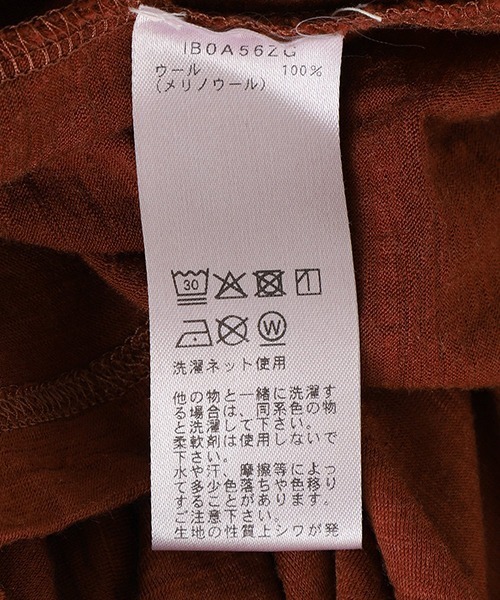 IB0A56ZG
ウール 100%
(メリノウール)
30
W
洗濯ネット使用
他の物と一緒に洗濯す
る場合は、同系色の物
と洗濯して下さい。
柔軟剤は使用しないで
下さい。
水や汗、摩擦等によっ
て多少色落ちや色移り
することがあります。
ご注意下さい。
生地の性質上シワが発